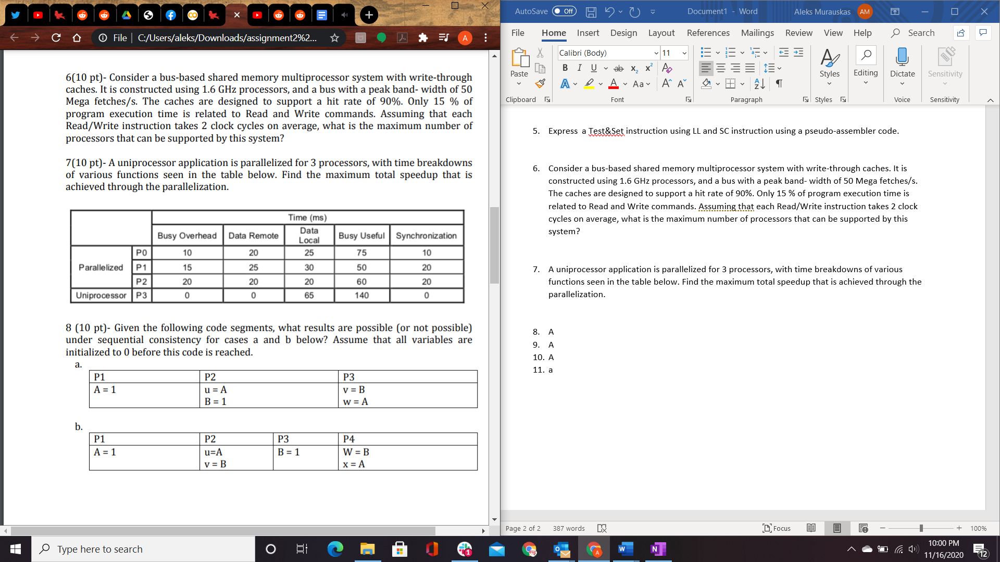 File C:/Users/aleks/Downloads/assignment2%2...
A
6(10 pt)- Consider a bus-based shared memory multiprocessor system with write-through
caches. It is constructed using 1.6 GHz processors, and a bus with a peak band- width of 50
Mega fetches/s. The caches are designed to support a hit rate of 90%. Only 15 % of
program execution time is related to Read and Write commands. Assuming that each
Read/Write instruction takes 2 clock cycles on average, what is the maximum number of
processors that can be supported by this system?
7(10 pt)- A uniprocessor application is parallelized for 3 processors, with time breakdowns
of various functions seen in the table below. Find the maximum total speedup that is
achieved through the parallelization.
Time (ms)
Busy Overhead Data Remote Data Local Busy Useful Synchronization
Parallelized
P0 10 20 25 75 10
P1 15 25 30 50 20
P2 20 20 20 60 20
Uniprocessor P3 0 0 65 140 0
8 (10 pt)- Given the following code segments, what results are possible (or not possible)
under sequential consistency for cases a and b below? Assume that all variables are
initialized to 0 before this code is reached.
a.
P1 P2 P3
A = 1 u = A v = B
B = 1 w = A
b.
P1 P2 P3 P4
A = 1 u=A B = 1 W = B
v = B x = A
AutoSave Off Document1 - Word Aleks Murauskas AM
File Home Insert Design Layout References Mailings Review View Help Search
Paste
Calibri (Body) 11
B I U ab x2 x2 A
A A Aa A A
Styles Editing Dictate Sensitivity
Clipboard Font Paragraph Styles Voice Sensitivity
5. Express a Test&Set instruction using LL and SC instruction using a pseudo-assembler code.
6. Consider a bus-based shared memory multiprocessor system with write-through caches. It is
constructed using 1.6 GHz processors, and a bus with a peak band- width of 50 Mega fetches/s.
The caches are designed to support a hit rate of 90%. Only 15 % of program execution time is
related to Read and Write commands. Assuming that each Read/Write instruction takes 2 clock
cycles on average, what is the maximum number of processors that can be supported by this
system?
7. A uniprocessor application is parallelized for 3 processors, with time breakdowns of various
functions seen in the table below. Find the maximum total speedup that is achieved through the
parallelization.
8. A
9. A
10. A
11. a
Page 2 of 2 387 words Focus 100%
Type here to search
10:00 PM
11/16/2020
12